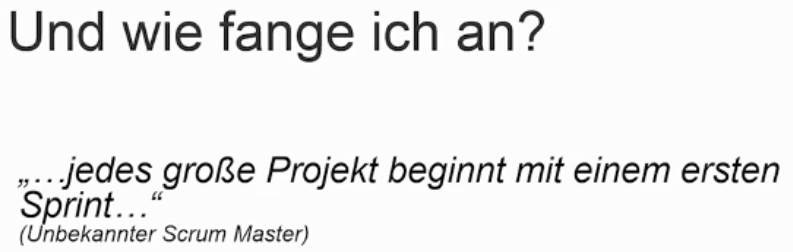 Und wie fange ich an?
„…jedes große Projekt beginnt mit einem ersten
Sprint…“
(Unbekannter Scrum Master)